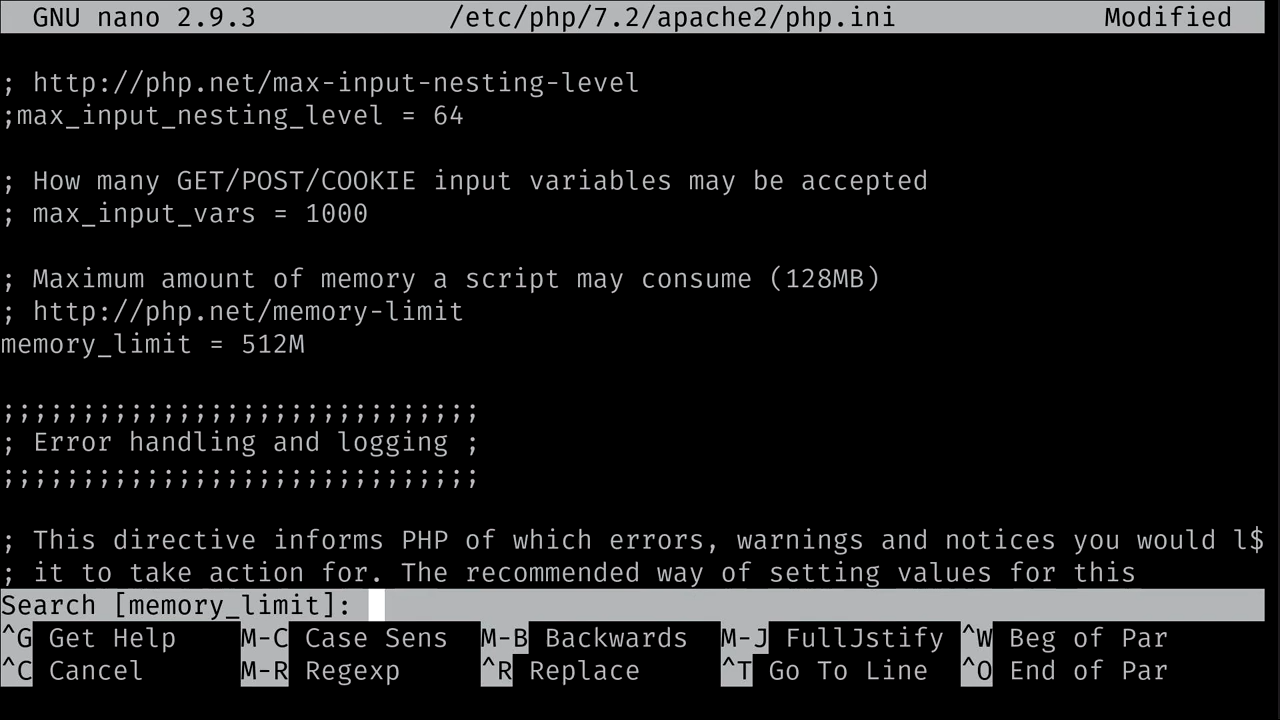 GNU nano 2.9.3 /etc/php/7.2/apache2/php.ini Modified
; http://php.net/max-input-nesting-level
;max_input_nesting_level = 64
; How many GET/POST/COOKIE input variables may be accepted
; max_input_vars = 1000
; Maximum amount of memory a script may consume (128MB)
; http://php.net/memory-limit
memory_limit = 512M
;;;;;;;;;;;;;;;;;;;;;;;;;;;;;;
; Error handling and logging ;
;;;;;;;;;;;;;;;;;;;;;;;;;;;;;;
; This directive informs PHP of which errors, warnings and notices you would l$
; it to take action for. The recommended way of setting values for this
Search [memory_limit]:
^G Get Help M-C Case Sens M-B Backwards M-J FullJstify ^W Beg of Par
^C Cancel M-R Regexp ^R Replace ^T Go To Line ^O End of Par